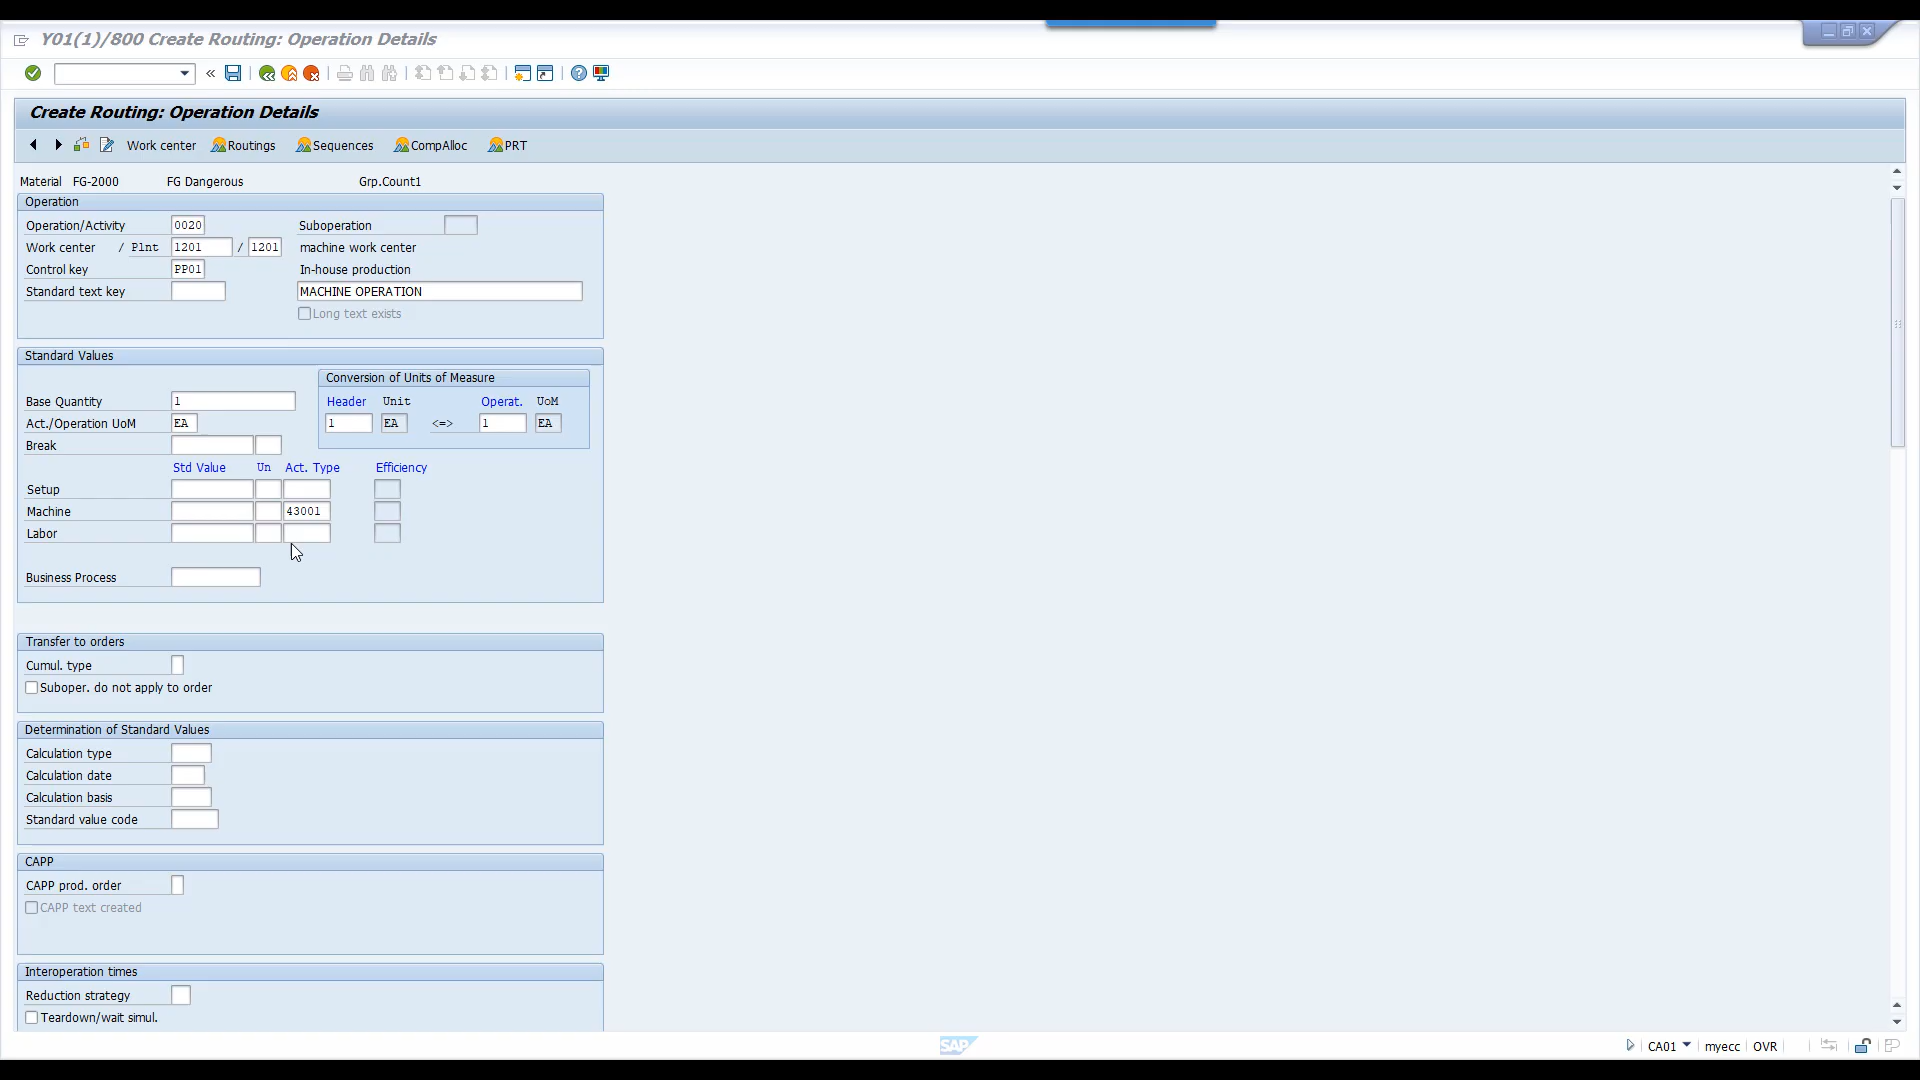 Y01(1)/800 Create Routing: Operation Details
«
Create Routing: Operation Details
Work center Routings Sequences CompAlloc PRT
Material FG-2000 FG Dangerous Grp.Count1
Operation
Operation/Activity 0020 Suboperation
Work center / Plnt 1201 / 1201 machine work center
Control key PP01 In-house production
Standard text key MACHINE OPERATION
Long text exists
Standard Values
Conversion of Units of Measure
Base Quantity 1 Header Unit Operat. UoM
Act./Operation UoM EA 1 EA <=> 1 EA
Break
Std Value Un Act. Type Efficiency
Setup
Machine 43001
Labor
Business Process
Transfer to orders
Cumul. type
Suboper. do not apply to order
Determination of Standard Values
Calculation type
Calculation date
Calculation basis
Standard value code
CAPP
CAPP prod. order
CAPP text created
Interoperation times
Reduction strategy
Teardown/wait simul.
SAP CA01 myecc OVR